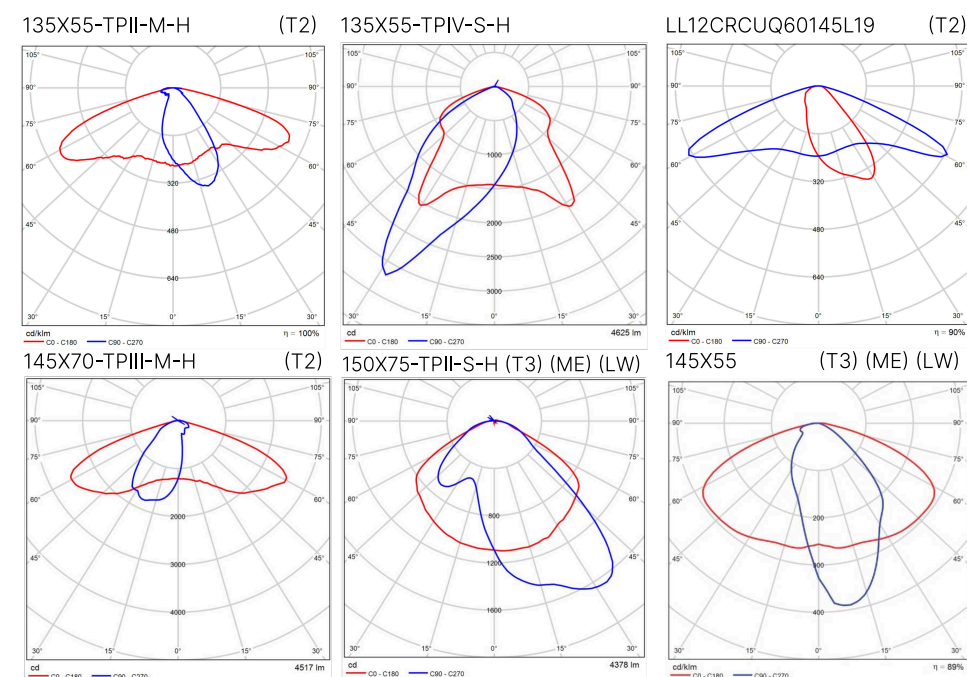 135X55-TPII-M-H (T2)
105° 105°
90° 90°
75° 75°
60° 60°
320
45° 480 45°
640
30° 15° 0° 15° 30°
cd/klm η = 100%
C0 - C180 C90 - C270
135X55-TPIV-S-H
105° 105°
90° 90°
75° 75°
1000
60° 60°
45° 2000 45°
2500
3000
30° 15° 0° 15° 30°
cd 4625 lm
C0 - C180 C90 - C270
LL12CRCUQ60145L19 (T2)
105° 105°
90° 90°
75° 75°
60° 60°
320
45° 480 45°
640
30° 15° 0° 15° 30°
cd/klm η = 90%
C0 - C180 C90 - C270
145X70-TPIII-M-H (T2)
105° 105°
90° 90°
75° 75°
60° 60°
2000
45° 3000 45°
4000
30° 15° 0° 15° 30°
cd 4517 lm
C0 - C180 C90 - C270
150X75-TPII-S-H (T3) (ME) (LW)
105° 105°
90° 90°
75° 75°
60° 60°
800
45° 1200 45°
1600
30° 15° 0° 15° 30°
cd 4378 lm
C0 - C180 C90 - C270
145X55 (T3) (ME) (LW)
105° 105°
90° 90°
75° 75°
60° 60°
200
45° 300 45°
400
30° 15° 0° 15° 30°
cd/klm η = 89%
C0 - C180 C90 - C270